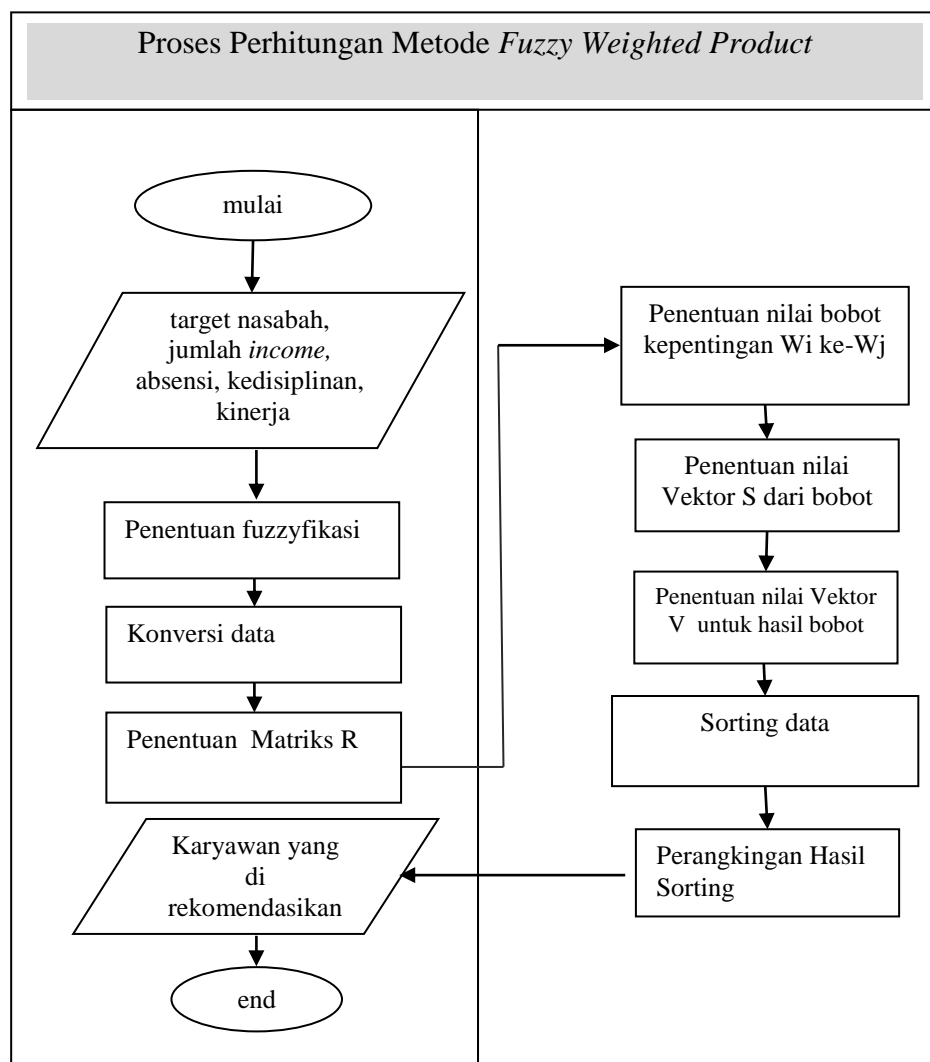 Proses Perhitungan Metode Fuzzy Weighted Product
mulai
target nasabah,
jumlah income,
absensi, kedisiplinan,
kinerja
Penentuan fuzzyfikasi
Konversi data
Penentuan Matriks R
Penentuan nilai bobot
kepentingan Wi ke-Wj
Penentuan nilai
Vektor S dari bobot
Penentuan nilai Vektor
V untuk hasil bobot
Sorting data
Perangkingan Hasil
Sorting
Karyawan yang
di
rekomendasikan
end